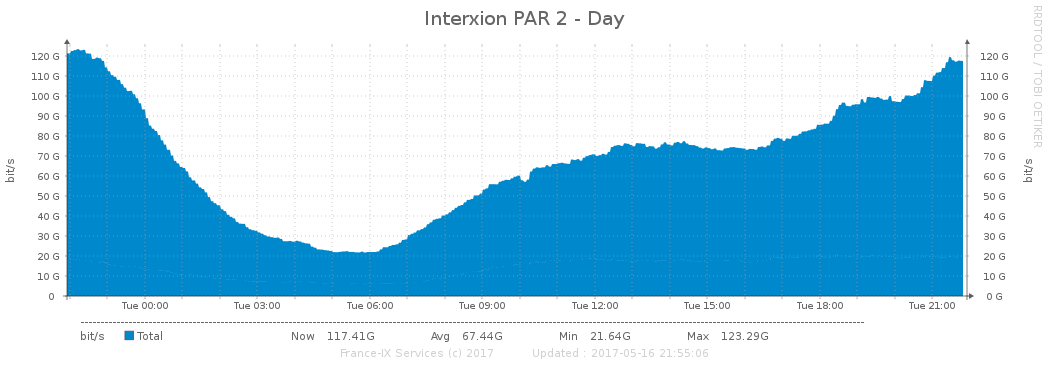 Interxion PAR 2 - Day
RRDTOOL / TOBI OETIKER
120 G 120 G
110 G 110 G
100 G 100 G
90 G 90 G
80 G 80 G
70 G 70 G
60 G 60 G
50 G 50 G
40 G 40 G
30 G 30 G
20 G 20 G
10 G 10 G
0 0 G
bit/s
bit/s
Tue 00:00 Tue 03:00 Tue 06:00 Tue 09:00 Tue 12:00 Tue 15:00 Tue 18:00 Tue 21:00
bit/s Total Now 117.41G Avg 67.44G Min 21.64G Max 123.29G
France-IX Services (c) 2017 Updated : 2017-05-16 21:55:06